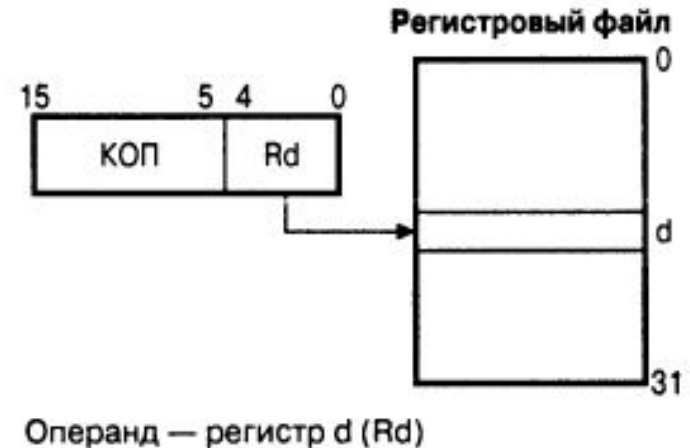 Регистровый файл
0
15 5 4 0
КОП Rd
d
31
Операнд — регистр d (Rd)